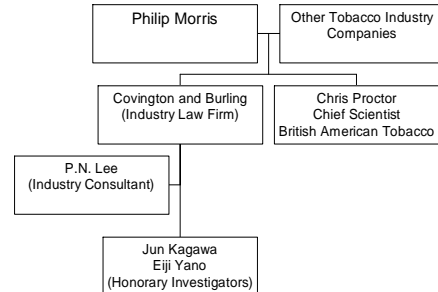 Philip Morris
Other Tobacco Industry
Companies
Covington and Burling
(Industry Law Firm)
Chris Proctor
Chief Scientist
British American Tobacco
P.N. Lee
(Industry Consultant)
Jun Kagawa
Eiji Yano
(Honorary Investigators)